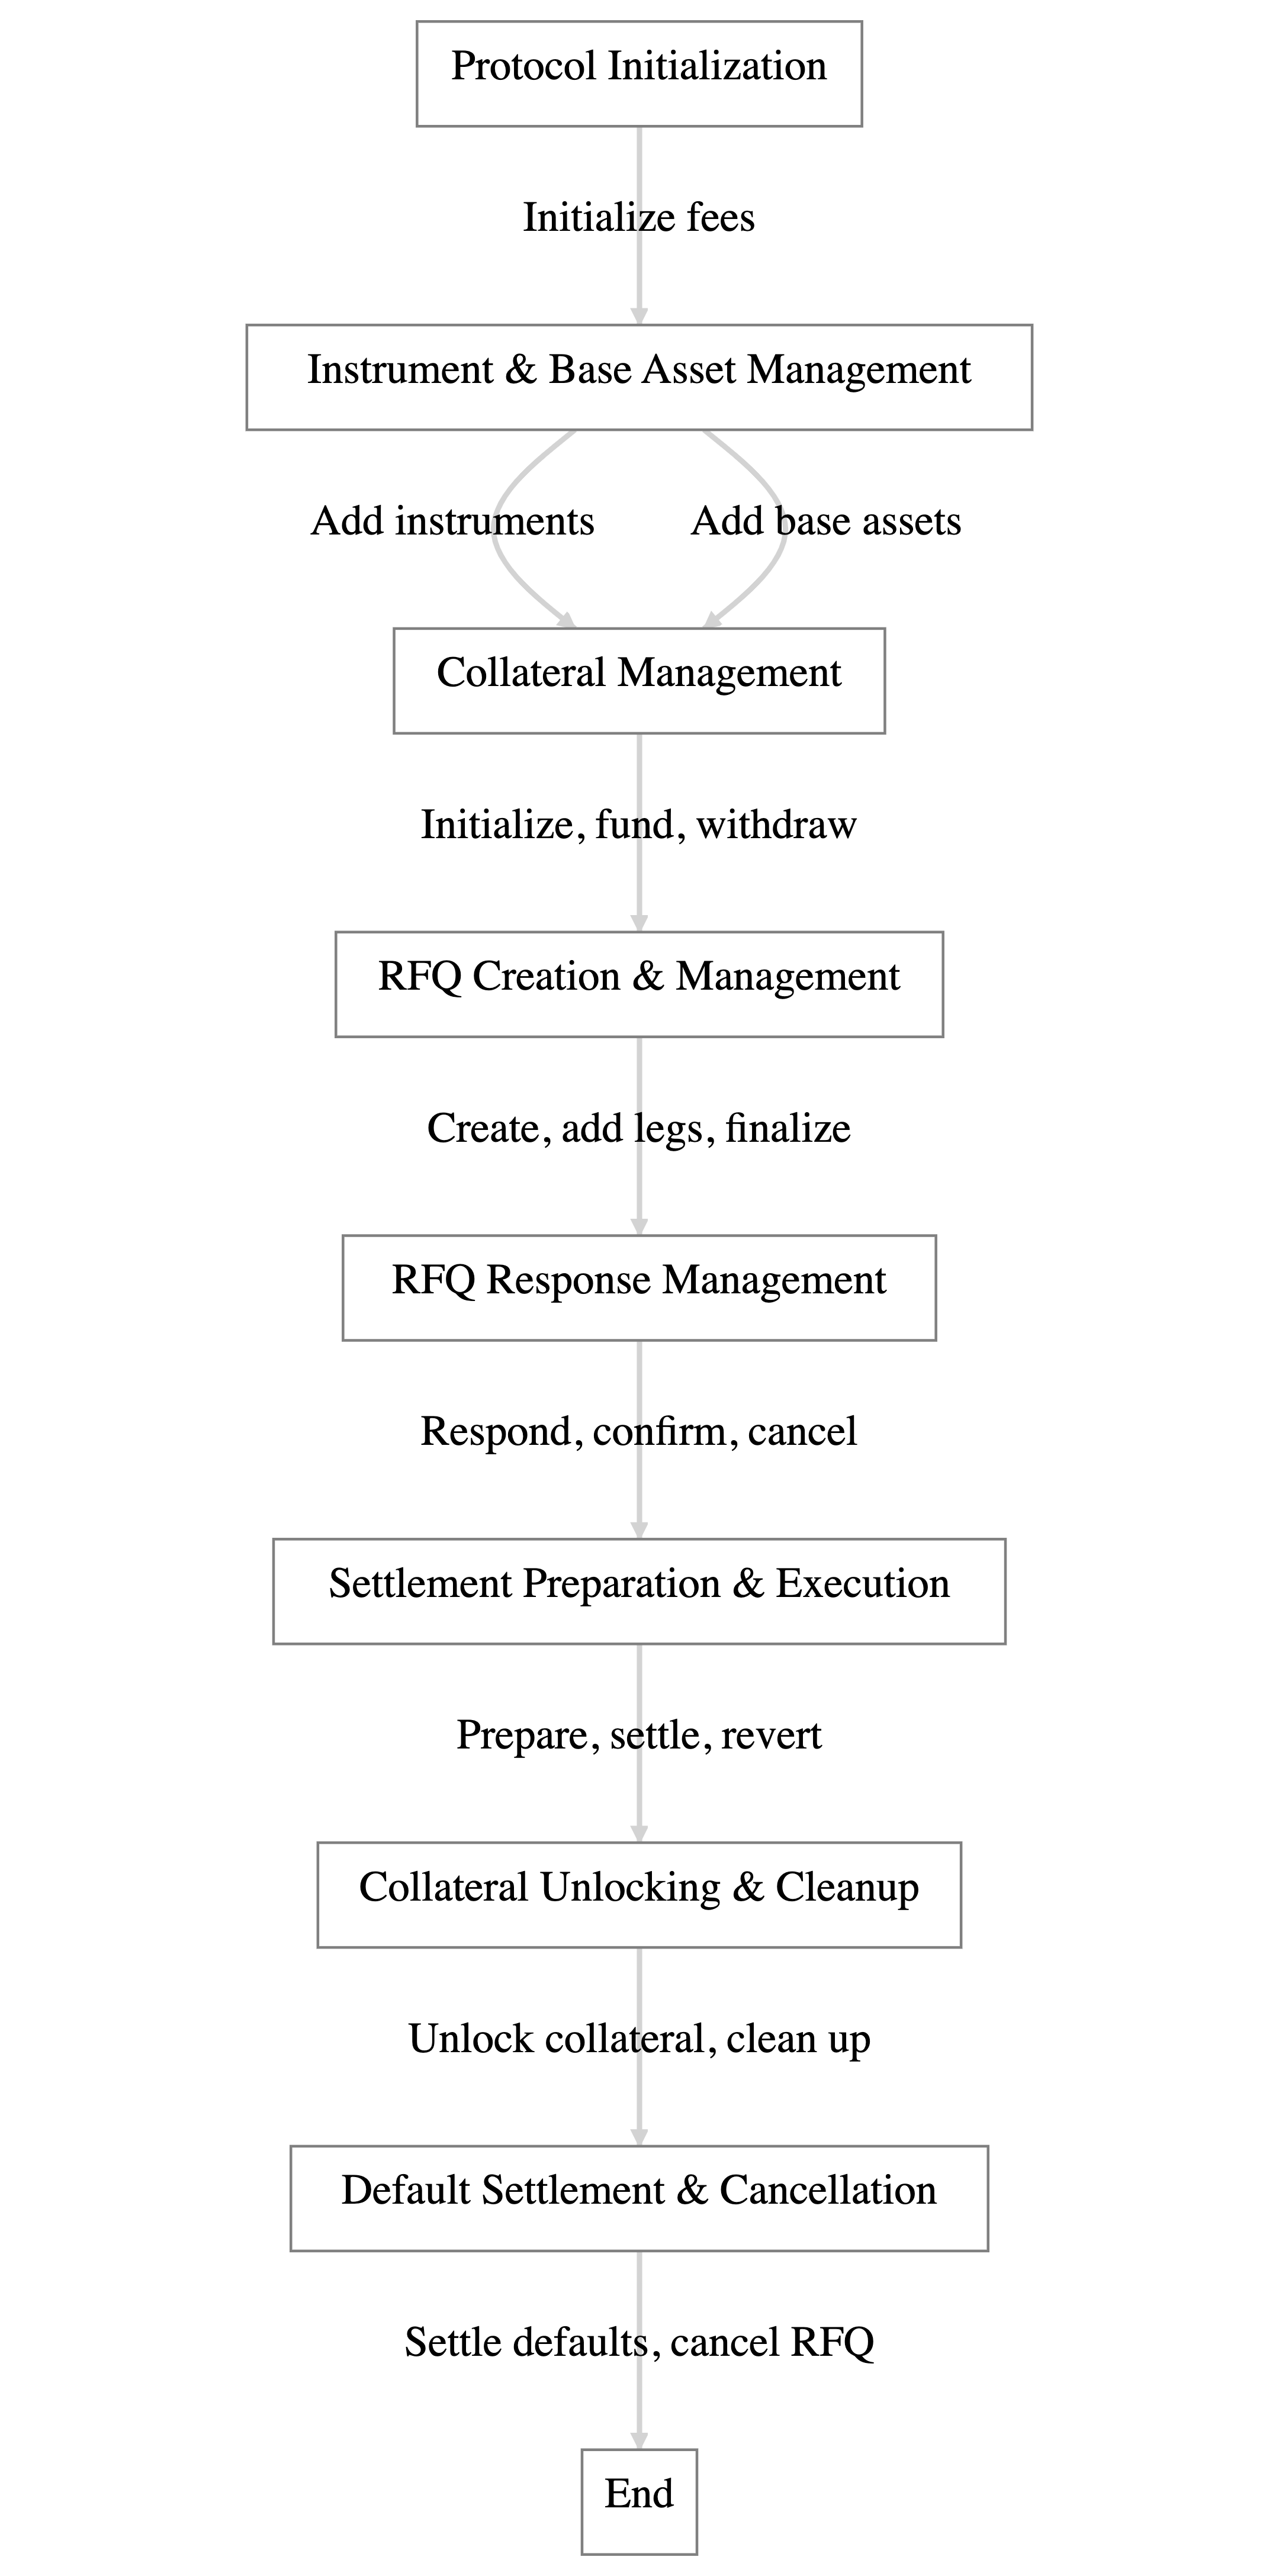 Protocol Initialization
Initialize fees
Instrument & Base Asset Management
Add instruments
Add base assets
Collateral Management
Initialize, fund, withdraw
RFQ Creation & Management
Create, add legs, finalize
RFQ Response Management
Respond, confirm, cancel
Settlement Preparation & Execution
Prepare, settle, revert
Collateral Unlocking & Cleanup
Unlock collateral, clean up
Default Settlement & Cancellation
Settle defaults, cancel RFQ
End